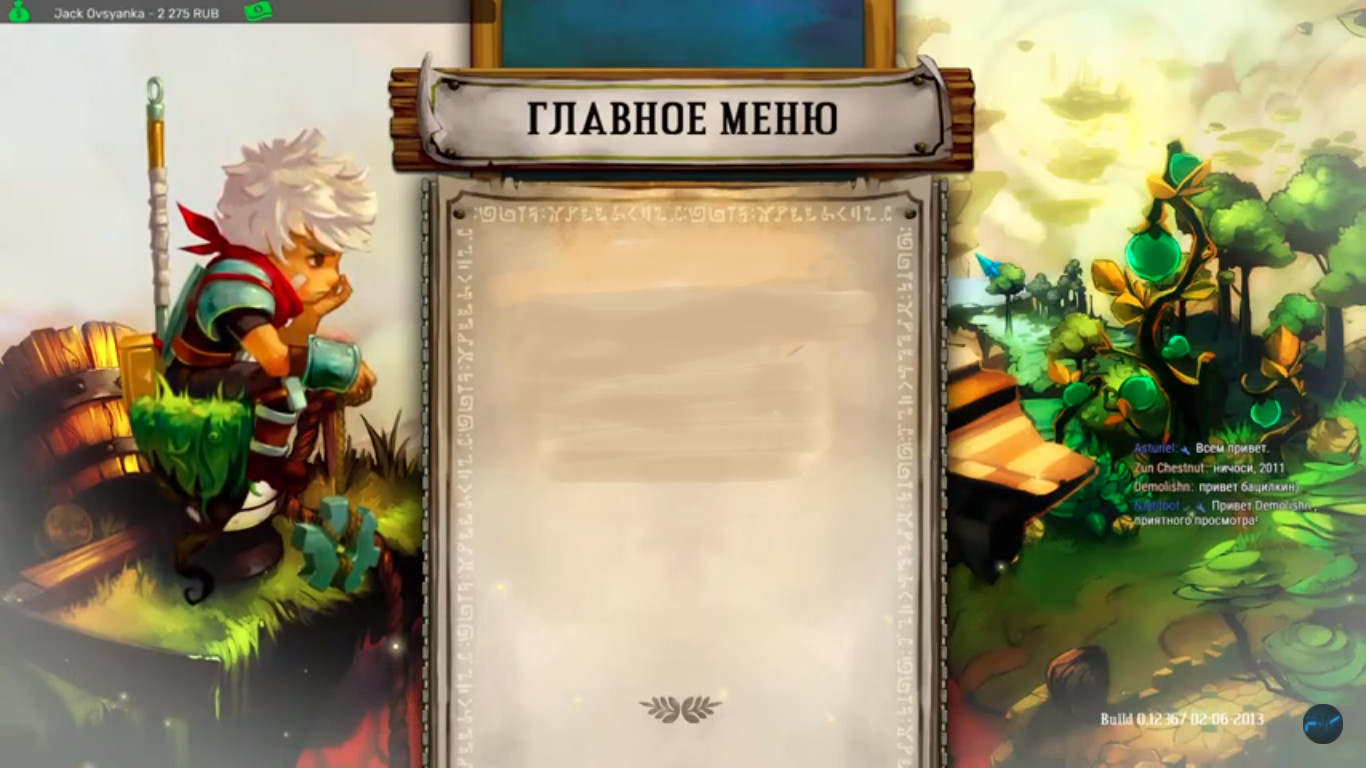 Jack Ovsyanka - 2 275 RUB
ГЛАВНОЕ МЕНЮ
Asturiel: Всем привет.
Zun Chestnut: ничоси, 2011
Demolishn: привет бацилкин)
Nightbot: Привет Demolishn,
приятного просмотра!
Build 0.12367 02-06-2013